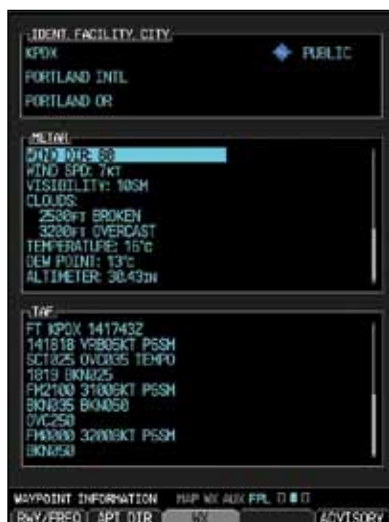 IDENT, FACILITY, CITY
KPDX PUBLIC
PORTLAND INTL
PORTLAND OR
METAR
WIND DIR: 80
WIND SPD: 7KT
VISIBILITY: 10SM
CLOUDS:
2500FT BROKEN
3200FT OVERCAST
TEMPERATURE: 16°C
DEW POINT: 13°C
ALTIMETER: 30.43IN
TAF
FT KPDX 141743Z
141818 VRB05KT P6SM
SCT025 OVC035 TEMPO
1819 BKN025
FM2100 31006KT P6SM
BKN035 BKN050
OVC250
FM0000 32008KT P6SM
BKN050
WAYPOINT INFORMATION MAP WX AUX FPL
RWY/FREQ APT DIR WX ADVISORY